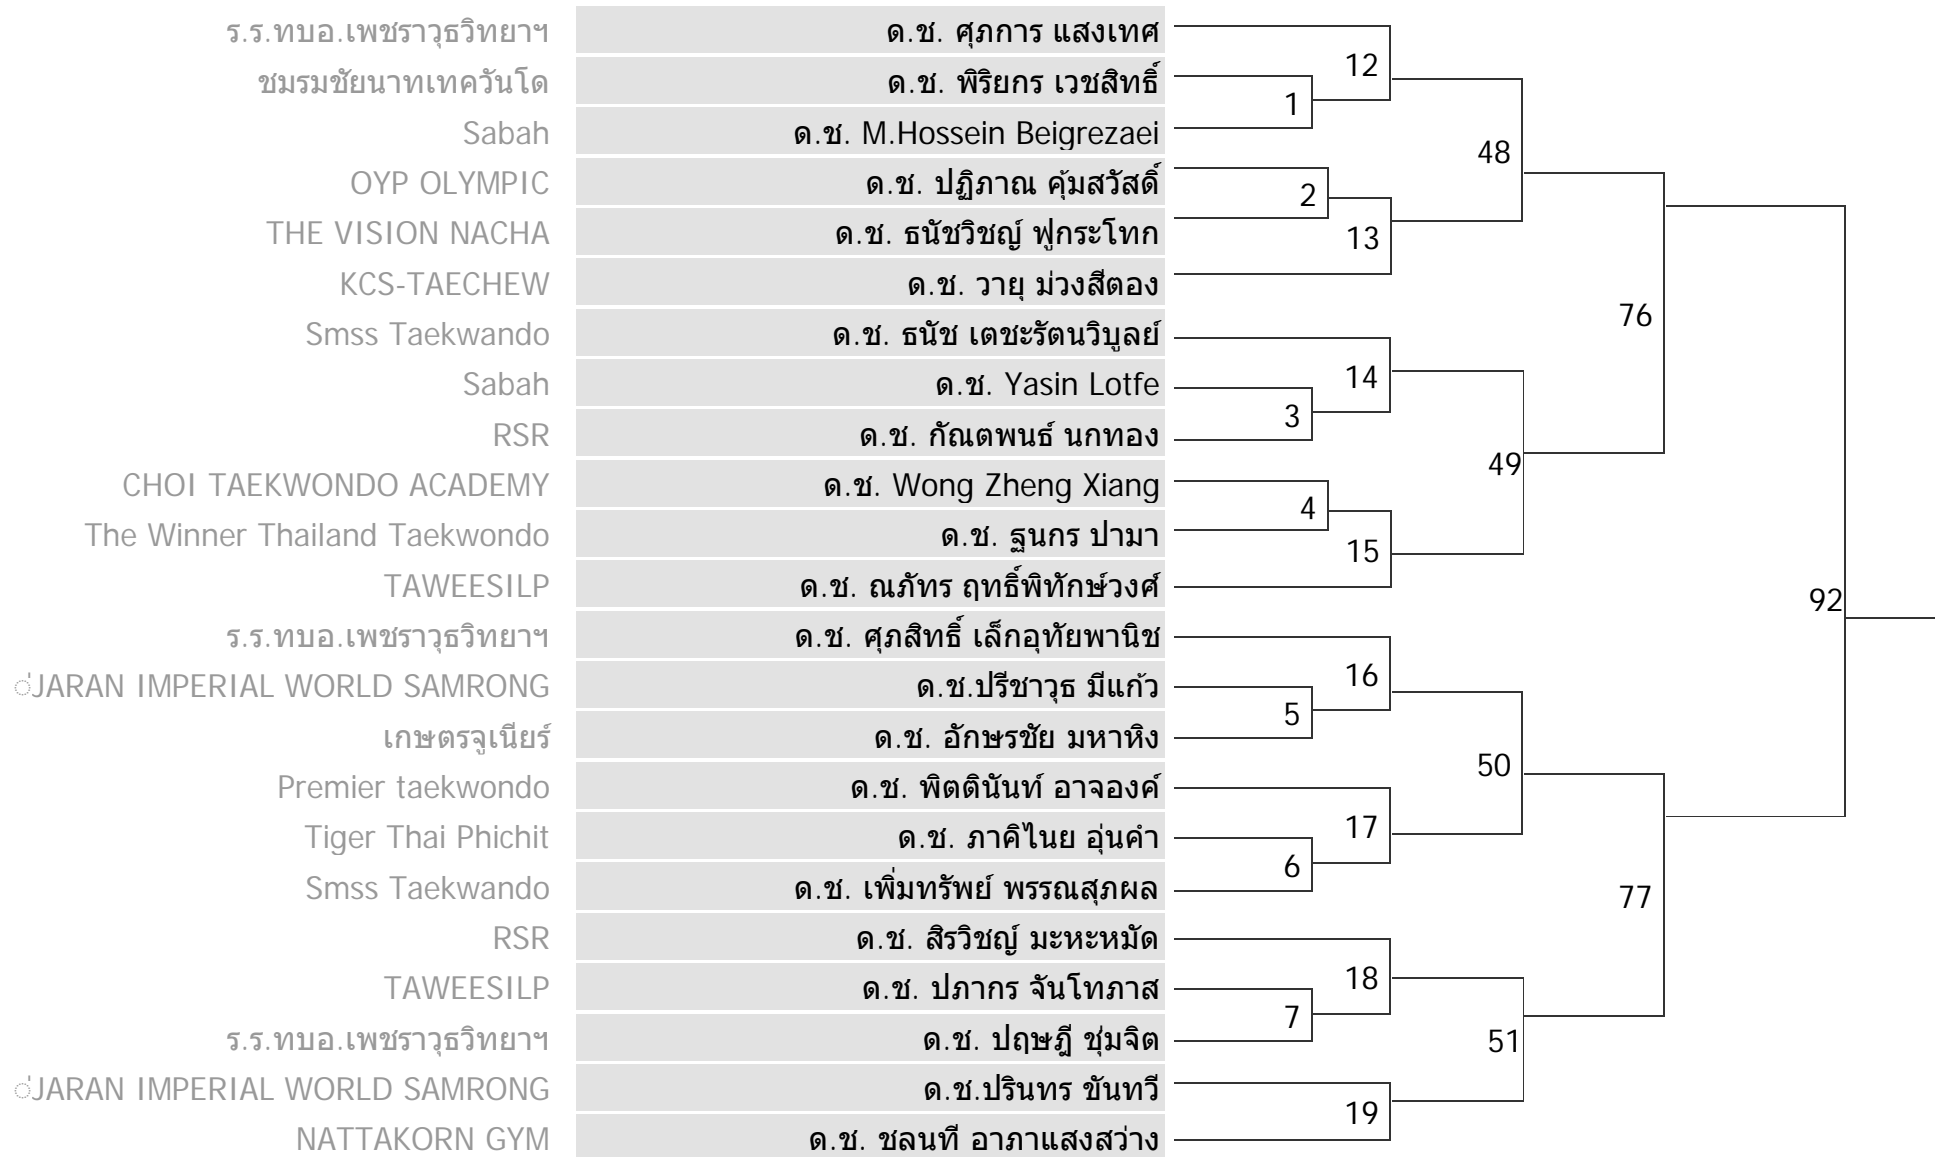 ร.ร.ทบอ.เพชราวุธวิทยาฯ ด.ช. ศุภการ แสงเทศ
12
ชมรมชัยนาทเทควันโด ด.ช. พิริยกร เวชสิทธิ์
1
Sabah ด.ช. M.Hossein Beigrezaei
48
OYP OLYMPIC ด.ช. ปฏิภาณ คุ้มสวัสดิ์
2
THE VISION NACHA ด.ช. ธนัชวิชญ์ ฟูกระโทก
13
KCS-TAECHEW ด.ช. วายุ ม่วงสีตอง
76
Smss Taekwando ด.ช. ธนัช เตชะรัตนวิบูลย์
14
Sabah ด.ช. Yasin Lotfe
3
RSR ด.ช. กัณตพนธ์ นกทอง
49
CHOI TAEKWONDO ACADEMY ด.ช. Wong Zheng Xiang
4
The Winner Thailand Taekwondo ด.ช. ฐนกร ปามา
15
TAWEESILP ด.ช. ณภัทร ฤทธิ์พิทักษ์วงศ์
92
ร.ร.ทบอ.เพชราวุธวิทยาฯ ด.ช. ศุภสิทธิ์ เล็กอุทัยพานิช
16
่JARAN IMPERIAL WORLD SAMRONG ด.ช.ปรีชาวุธ มีแก้ว
5
เกษตรจูเนียร์ ด.ช. อักษรชัย มหาหิง
50
Premier taekwondo ด.ช. พิตตินันท์ อาจองค์
17
Tiger Thai Phichit ด.ช. ภาคิไนย อุ่นคำ
6
Smss Taekwando ด.ช. เพิ่มทรัพย์ พรรณสุภผล
77
RSR ด.ช. สิรวิชญ์ มะหะหมัด
18
TAWEESILP ด.ช. ปภากร จันโทภาส
7
ร.ร.ทบอ.เพชราวุธวิทยาฯ ด.ช. ปฤษฎี ชุ่มจิต
51
่JARAN IMPERIAL WORLD SAMRONG ด.ช.ปรินทร ขันทวี
19
NATTAKORN GYM ด.ช. ชลนที อาภาแสงสว่าง